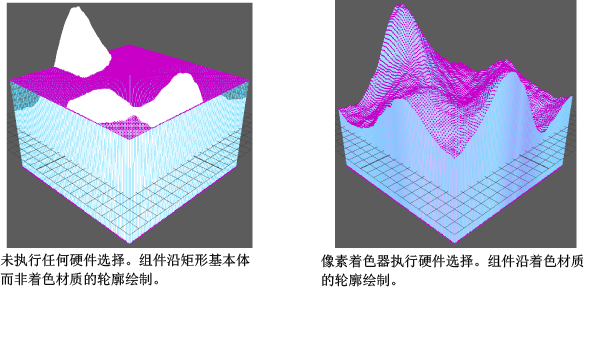 未执行任何硬件选择。组件沿矩形基本体
而非着色材质的轮廓绘制。
像素着色器执行硬件选择。组件沿着色材质
的轮廓绘制。